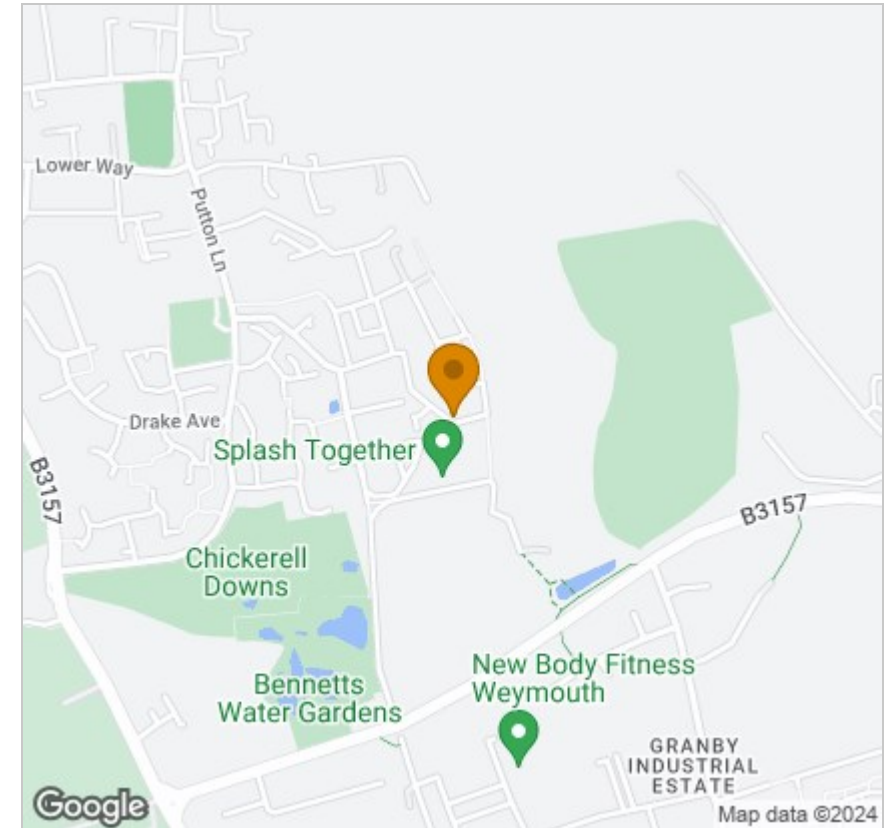 Lower Way
Putton Ln
Drake Ave
Splash Together
B3157
B3157
Chickerell
Downs
New Body Fitness
Weymouth
Bennetts
Water Gardens
GRANBY
INDUSTRIAL
ESTATE
Google
Map data ©2024